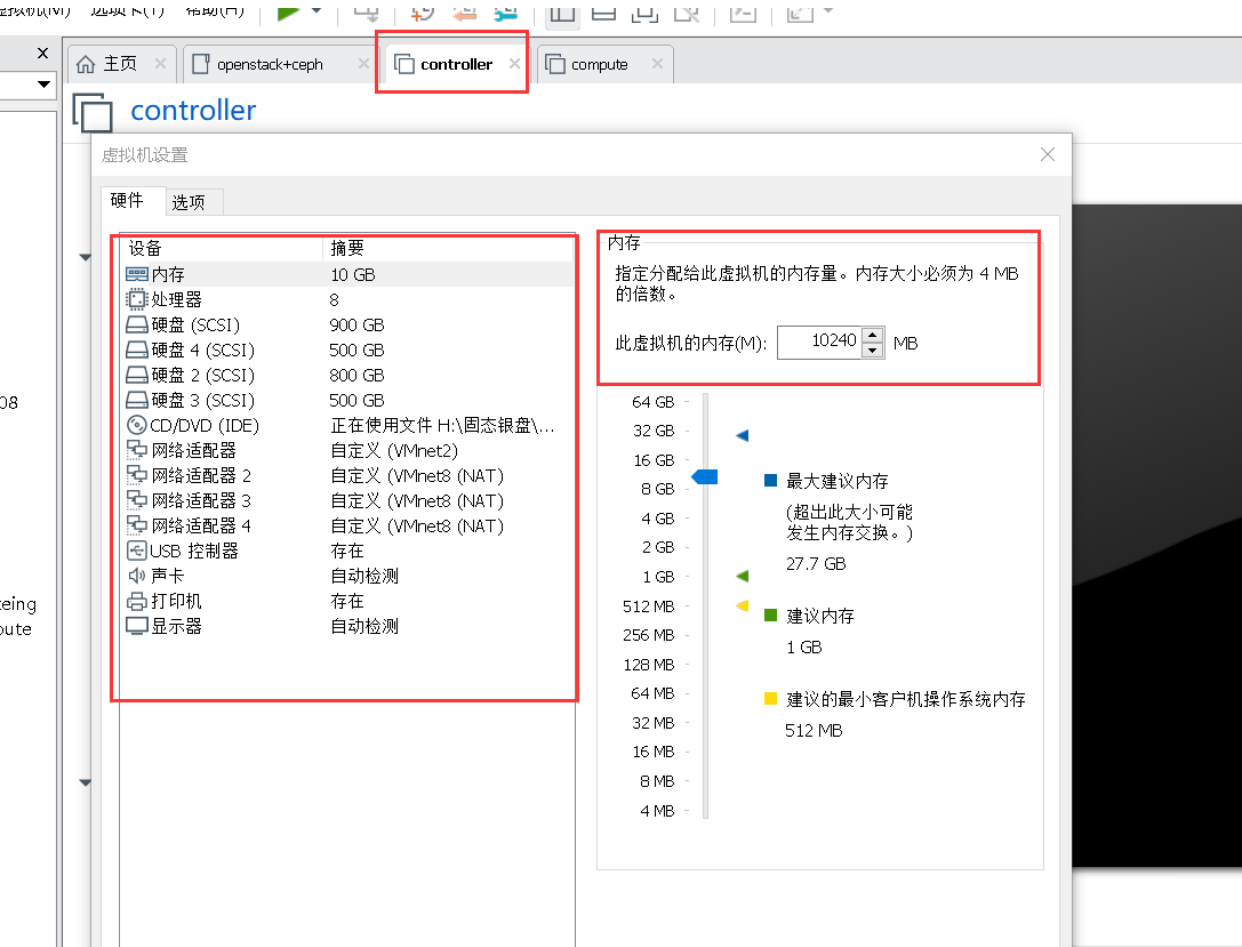 虚拟机(M) 选项卡(T) 帮助(H)
主页 openstack+ceph controller compute
controller
虚拟机设置
硬件 选项
设备 摘要
内存 10 GB
处理器 8
硬盘 (SCSI) 900 GB
硬盘 4 (SCSI) 500 GB
硬盘 2 (SCSI) 800 GB
硬盘 3 (SCSI) 500 GB
CD/DVD (IDE) 正在使用文件 H:\固态银盘\...
网络适配器 自定义 (VMnet2)
网络适配器 2 自定义 (VMnet8 (NAT)
网络适配器 3 自定义 (VMnet8 (NAT)
网络适配器 4 自定义 (VMnet8 (NAT)
USB 控制器 存在
声卡 自动检测
打印机 存在
显示器 自动检测
内存
指定分配给此虚拟机的内存量。内存大小必须为 4 MB
的倍数。
此虚拟机的内存(M): 10240 MB
64 GB
32 GB
16 GB
8 GB
4 GB
2 GB
1 GB
512 MB
256 MB
128 MB
64 MB
32 MB
16 MB
8 MB
4 MB
最大建议内存
(超出此大小可能
发生内存交换。)
27.7 GB
建议内存
1 GB
建议的最小客户机操作系统内存
512 MB
08